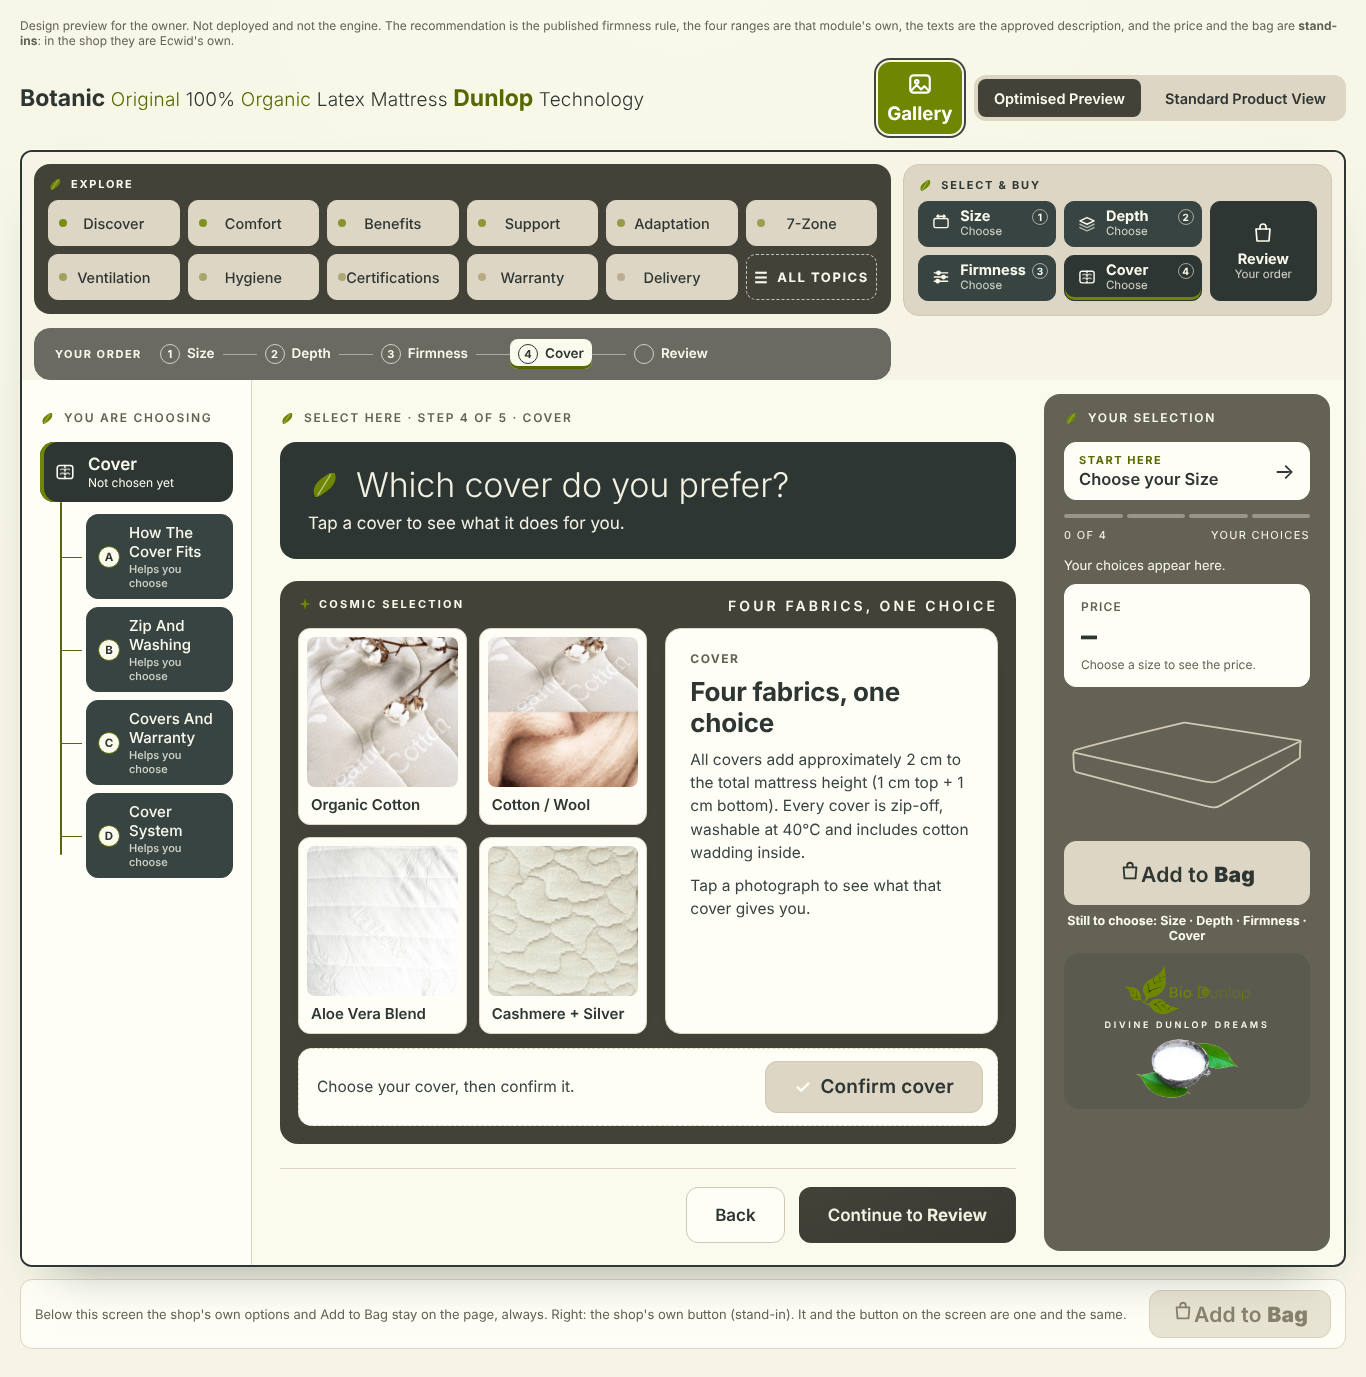 Design preview for the owner. Not deployed and not the engine. The recommendation is the published firmness rule, the four ranges are that module's own, the texts are the approved description, and the price and the bag are stand-
ins: in the shop they are Ecwid's own.
Botanic Original 100% Organic Latex Mattress Dunlop Technology
Gallery
Optimised Preview
Standard Product View
EXPLORE
Discover
Comfort
Benefits
Support
Adaptation
7-Zone
Ventilation
Hygiene
Certifications
Warranty
Delivery
ALL TOPICS
SELECT & BUY
Size 1
Choose
Depth 2
Choose
Firmness 3
Choose
Cover 4
Choose
Review
Your order
YOUR ORDER 1 Size 2 Depth 3 Firmness 4 Cover Review
YOU ARE CHOOSING
Cover
Not chosen yet
A
How The
Cover Fits
Helps you
choose
B
Zip And
Washing
Helps you
choose
C
Covers And
Warranty
Helps you
choose
D
Cover
System
Helps you
choose
SELECT HERE · STEP 4 OF 5 · COVER
Which cover do you prefer?
Tap a cover to see what it does for you.
COSMIC SELECTION
FOUR FABRICS, ONE CHOICE
Organic Cotton
Cotton / Wool
Aloe Vera Blend
Cashmere + Silver
COVER
Four fabrics, one
choice
All covers add approximately 2 cm to
the total mattress height (1 cm top + 1
cm bottom). Every cover is zip-off,
washable at 40°C and includes cotton
wadding inside.
Tap a photograph to see what that
cover gives you.
Choose your cover, then confirm it.
Confirm cover
Back
Continue to Review
YOUR SELECTION
START HERE
Choose your Size
0 OF 4
YOUR CHOICES
Your choices appear here.
PRICE
–
Choose a size to see the price.
Add to Bag
Still to choose: Size · Depth · Firmness ·
Cover
Bio Dunlop
DIVINE DUNLOP DREAMS
Below this screen the shop's own options and Add to Bag stay on the page, always. Right: the shop's own button (stand-in). It and the button on the screen are one and the same.
Add to Bag